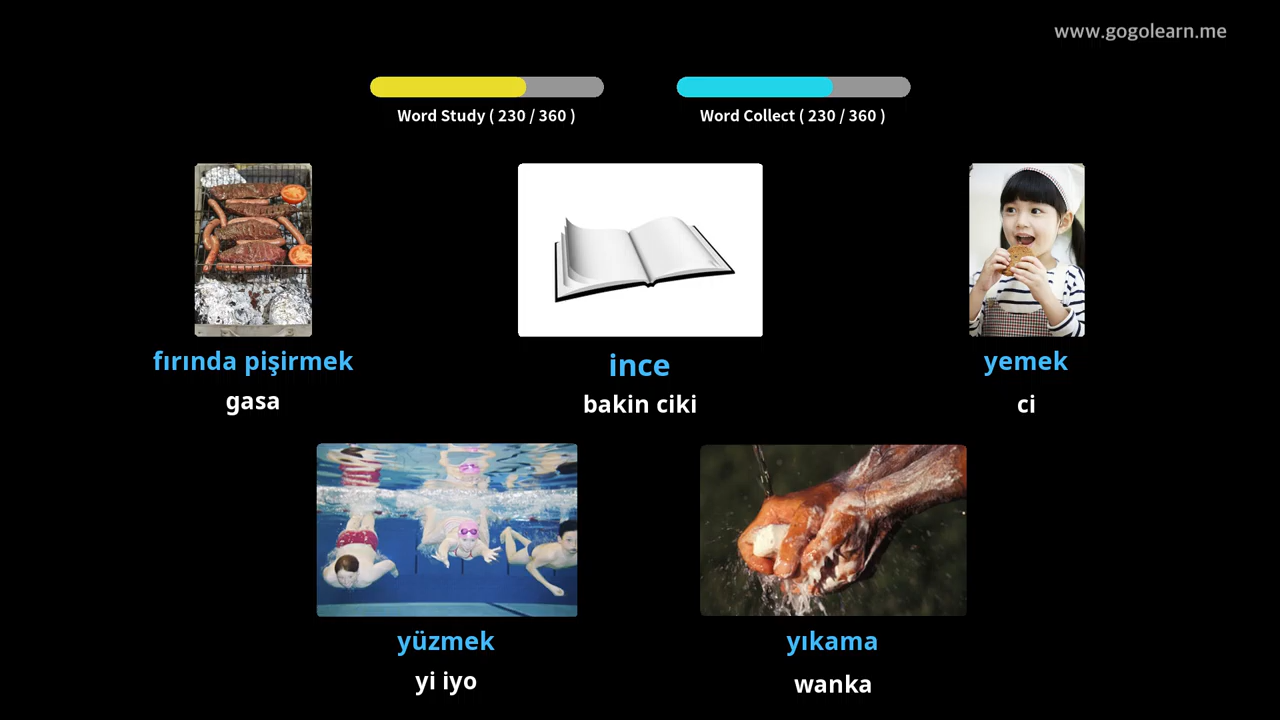 www.gogolearn.me
Word Study ( 230 / 360 )
Word Collect ( 230 / 360 )
fırında pişirmek
gasa
ince
bakin ciki
yemek
ci
yüzmek
yi iyo
yıkama
wanka